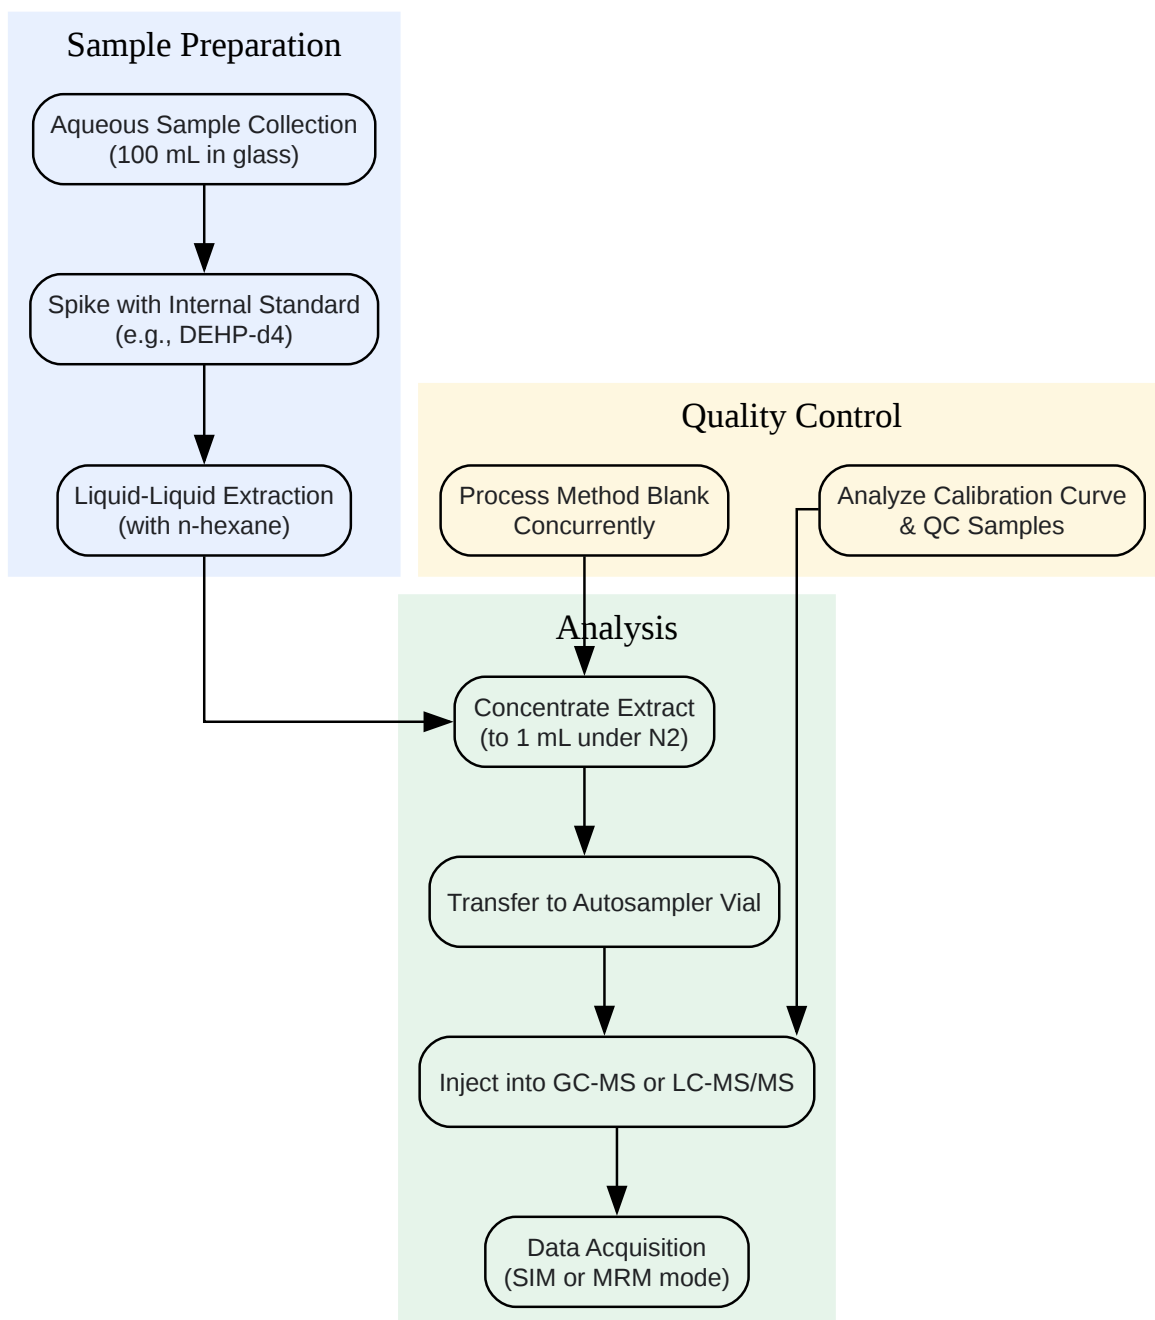 Sample Preparation
Aqueous Sample Collection
(100 mL in glass)
Spike with Internal Standard
(e.g., DEHP-d4)
Liquid-Liquid Extraction
(with n-hexane)
Quality Control
Process Method Blank
Concurrently
Analyze Calibration Curve
& QC Samples
Analysis
Concentrate Extract
(to 1 mL under N2)
Transfer to Autosampler Vial
Inject into GC-MS or LC-MS/MS
Data Acquisition
(SIM or MRM mode)